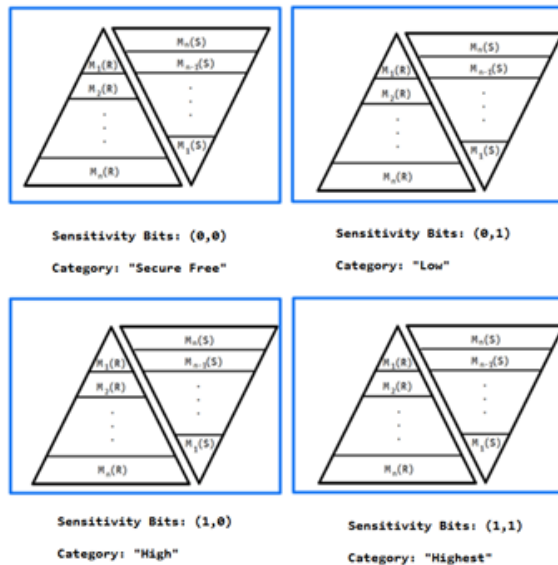 Mₙ(S)
M₁(R)
Mₙ₋₁(S)
M₂(R)
M₁(S)
Mₙ(R)
Sensitivity Bits: (0,0)
Category: "Secure Free"
Mₙ(S)
M₁(R)
Mₙ₋₁(S)
M₂(R)
M₁(S)
Mₙ(R)
Sensitivity Bits: (0,1)
Category: "Low"
Mₙ(S)
M₁(R)
Mₙ₋₁(S)
M₂(R)
M₁(S)
Mₙ(R)
Sensitivity Bits: (1,0)
Category: "High"
Mₙ(S)
M₁(R)
Mₙ₋₁(S)
M₂(R)
M₁(S)
Mₙ(R)
Sensitivity Bits: (1,1)
Category: "Highest"